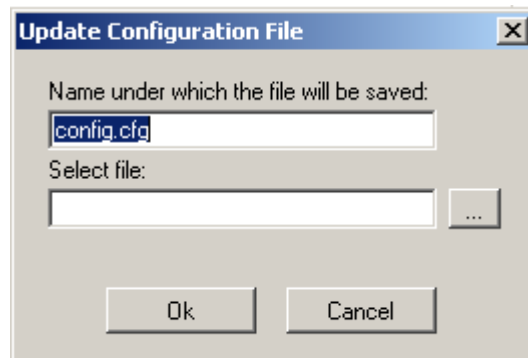 Update Configuration File
Name under which the file will be saved:
config.cfg
Select file:
...
Ok
Cancel